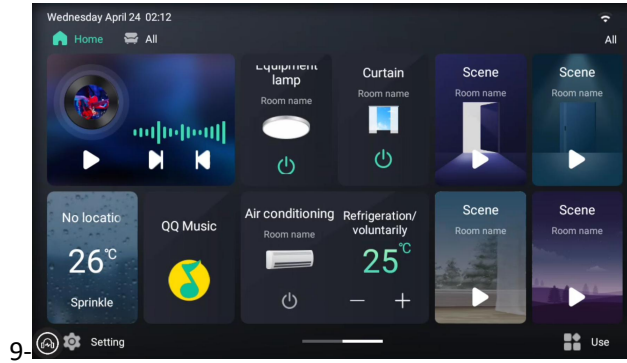 Wednesday April 24 02:12
Home All
All
Equipment
lamp
Room name
Curtain
Room name
Scene
Room name
Scene
Room name
No locatio
26℃
Sprinkle
QQ Music
Air conditioning
Room name
Refrigeration/
voluntarily
25℃
Scene
Room name
Scene
Room name
9-
Setting
Use